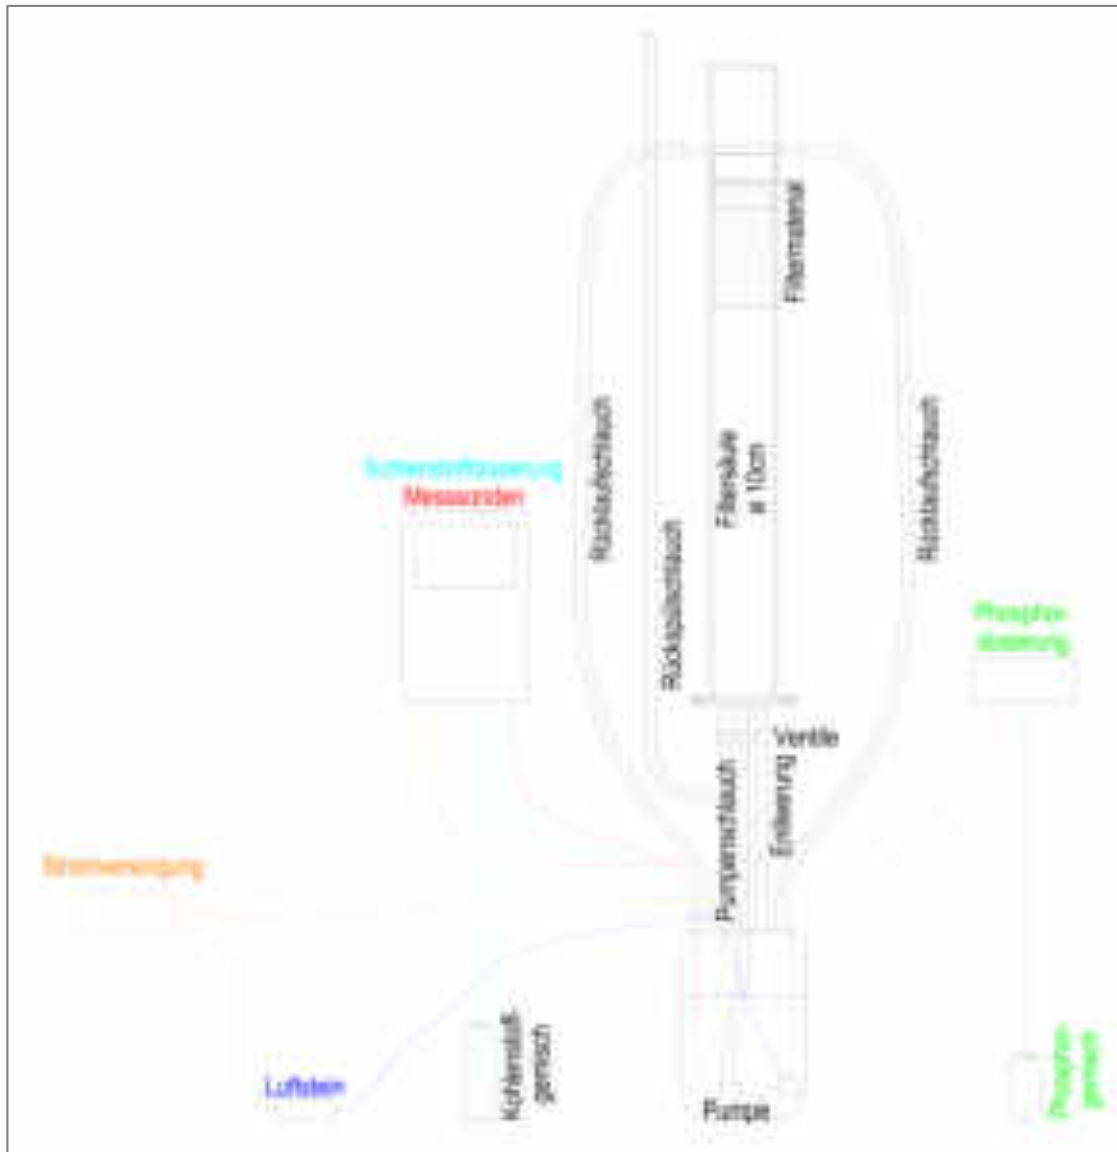 Filtermaterial
Rücklaufschlauch
Filtersäule
ø 10cm
Rücklaufschlauch
Messsonden
Rückspülschlauch
Phosphor-
dosierung
Ventile
Pumpenschlauch
Entleerung
Stromversorgung
Luftstein
Kohlenstoff-
gemisch
Pumpe
Phosphor-
gemisch